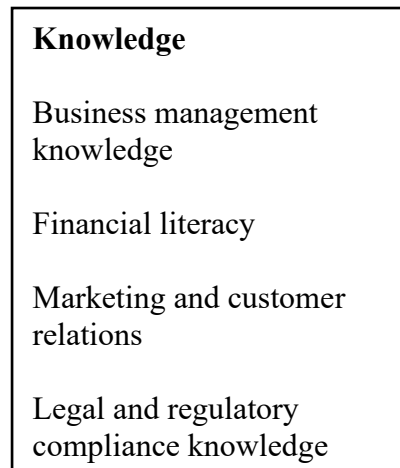 Knowledge
Business management
knowledge
Financial literacy
Marketing and customer
relations
Legal and regulatory
compliance knowledge